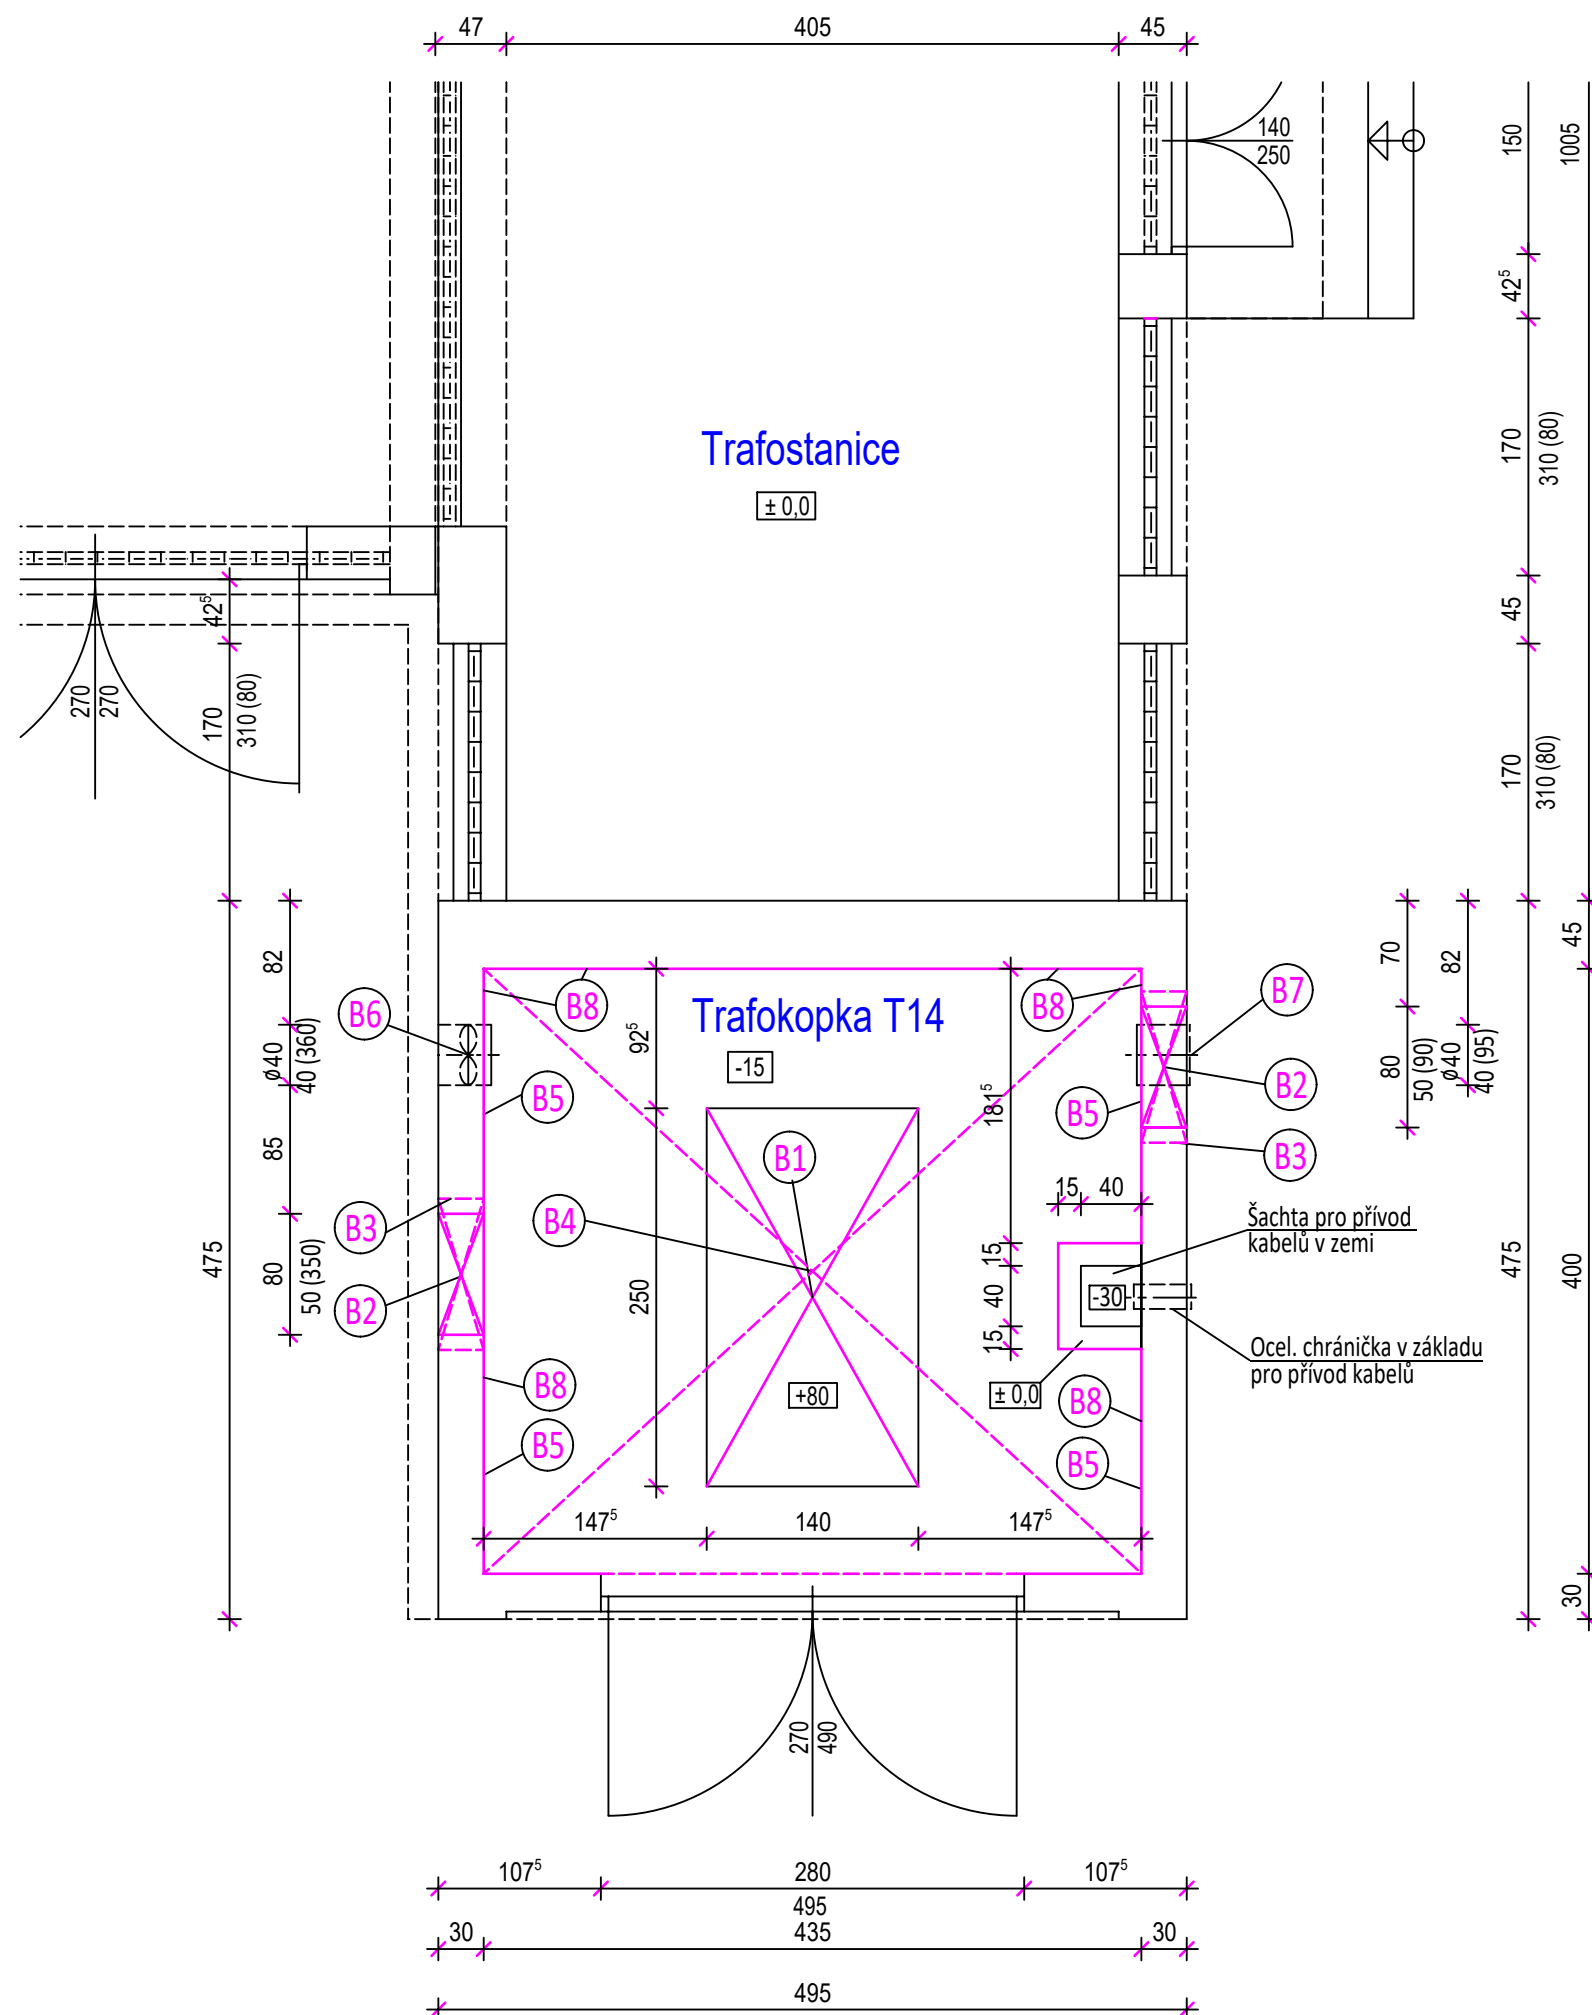 47
405
45
140
250
150
1005
42⁵
170
310 (80)
Trafostanice
± 0,0
42⁵
45
270
270
170
310 (80)
170
310 (80)
82
70
82
45
B6
B8
Trafokopka T14
B8
B7
ø40
40 (360)
92⁵
-15
181⁵
80
50 (90)
ø40
40 (95)
B5
B5
B2
85
B1
B3
15
40
B3
B4
Šachta pro přívod
kabelů v zemi
475
80
50 (350)
B2
250
15
40
15
-30
475
400
Ocel. chránička v základu
pro přívod kabelů
B8
+80
± 0,0
B8
B5
B5
147⁵
140
147⁵
30
270
490
107⁵
280
107⁵
495
30
435
30
495